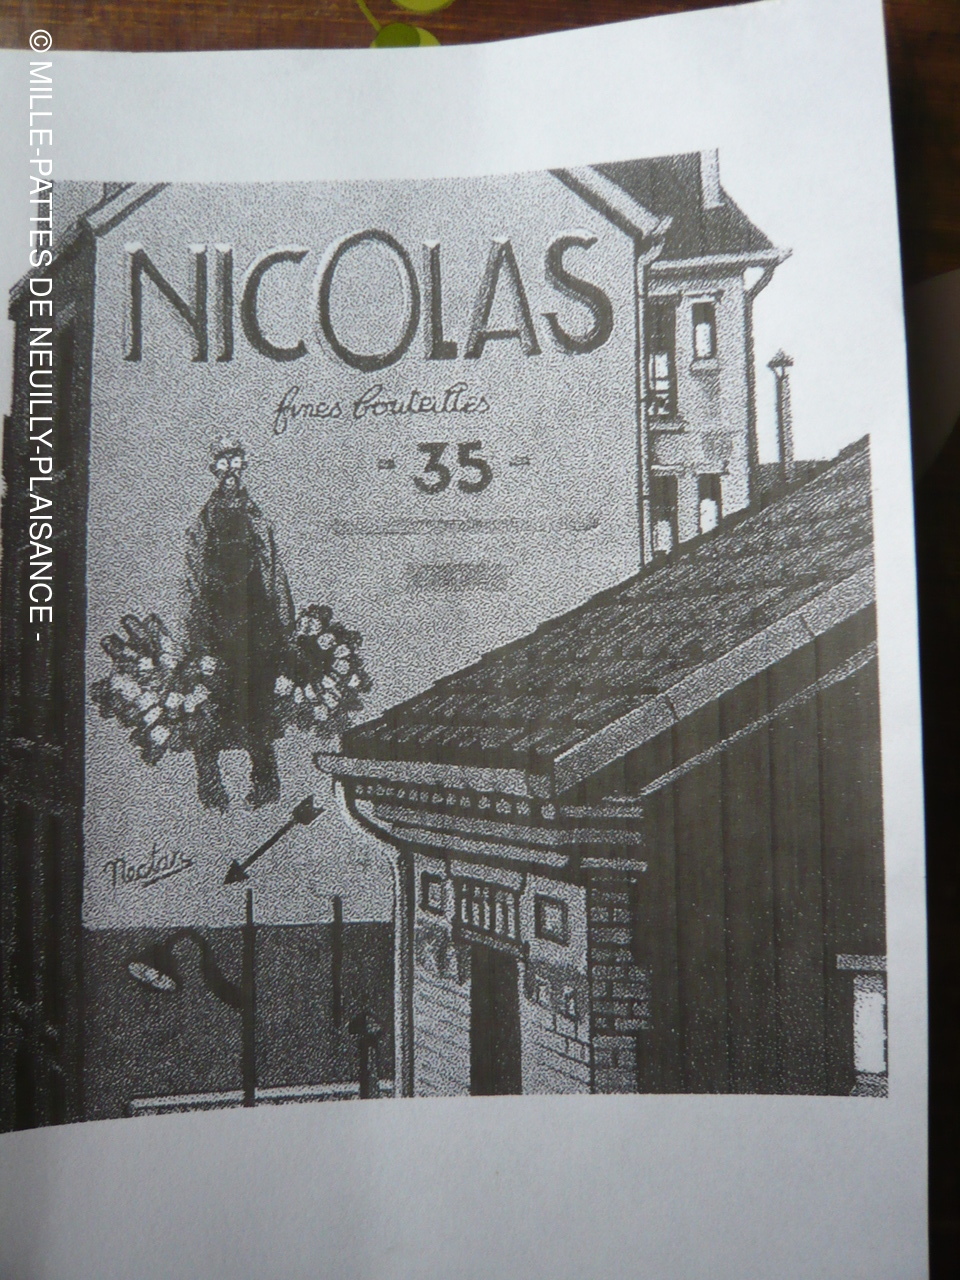 NICOLAS
fines bouteilles
- 35 -
Nectar
© MILLE-PATTES DE NEUILLY-PLAISANCE -